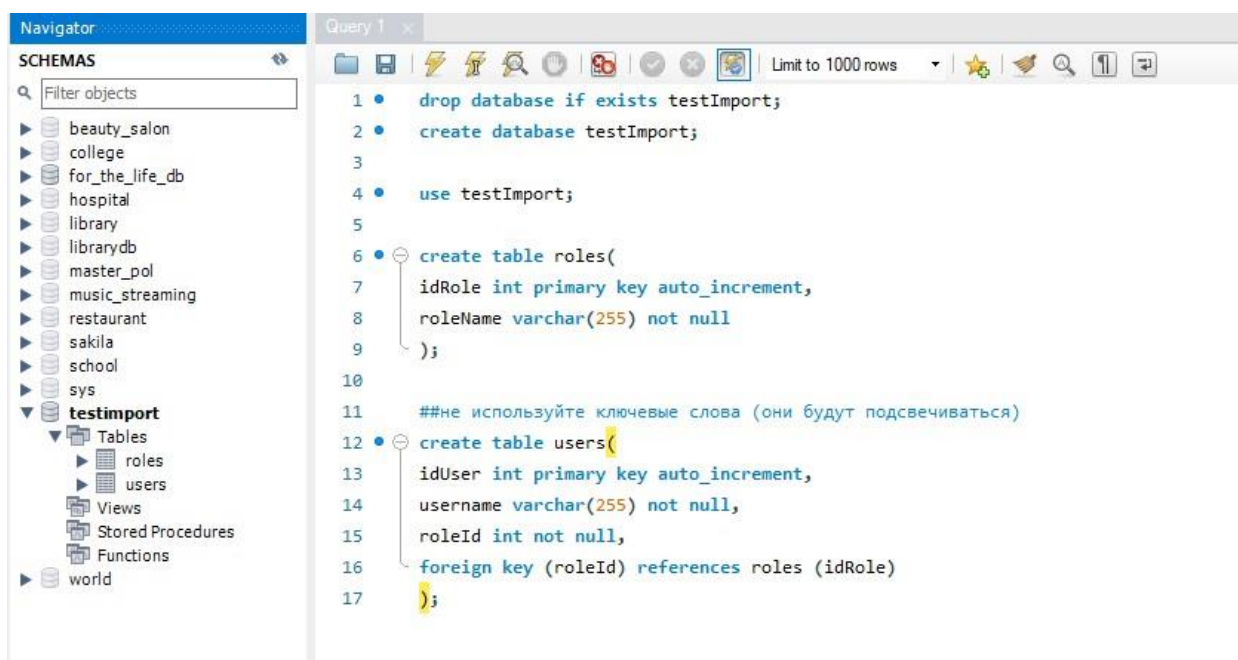 Navigator
SCHEMAS
Filter objects
beauty_salon
college
for_the_life_db
hospital
library
librarydb
master_pol
music_streaming
restaurant
sakila
school
sys
testimport
Tables
roles
users
Views
Stored Procedures
Functions
world
Query 1
Limit to 1000 rows
1 drop database if exists testImport;
2 create database testImport;
3
4 use testImport;
5
6 create table roles(
7 idRole int primary key auto_increment,
8 roleName varchar(255) not null
9 );
10
11 ##не используйте ключевые слова (они будут подсвечиваться)
12 create table users(
13 idUser int primary key auto_increment,
14 username varchar(255) not null,
15 roleId int not null,
16 foreign key (roleId) references roles (idRole)
17 );